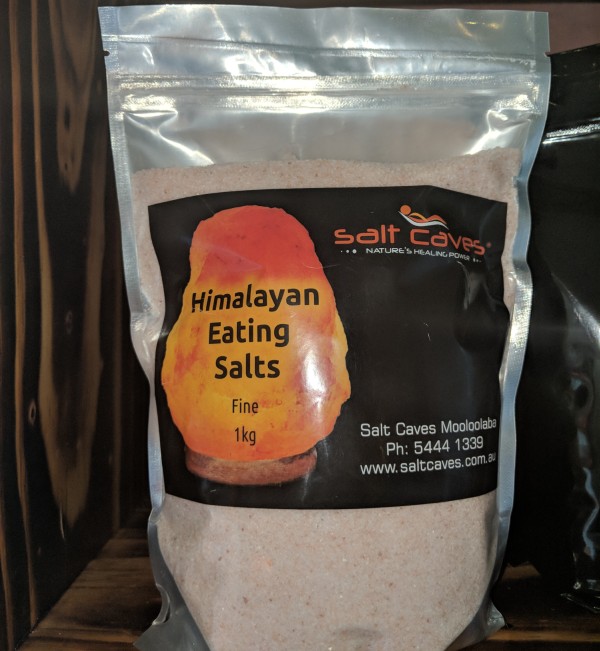 Salt Caves®
NATURE'S HEALING POWER
Himalayan
Eating
Salts
Fine
1kg
Salt Caves Mooloolaba
Ph: 5444 1339
www.saltcaves.com.au